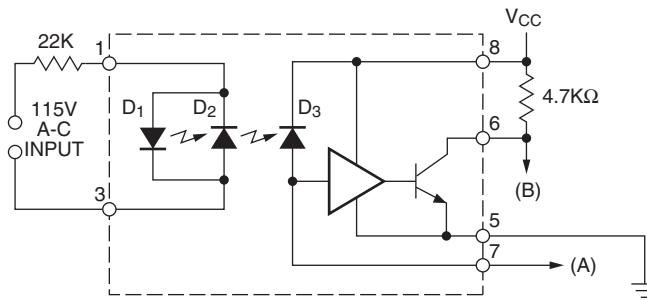 22K
1
115V
A-C
INPUT
3
D1
D2
D3
8
VCC
4.7KΩ
6
(B)
5
7
(A)